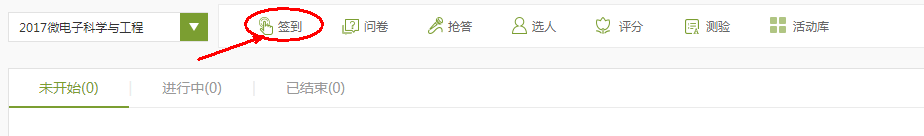 2017微电子科学与工程 签到 问卷 抢答 选人 评分 测验 活动库
未开始(0) 进行中(0) 已结束(0)